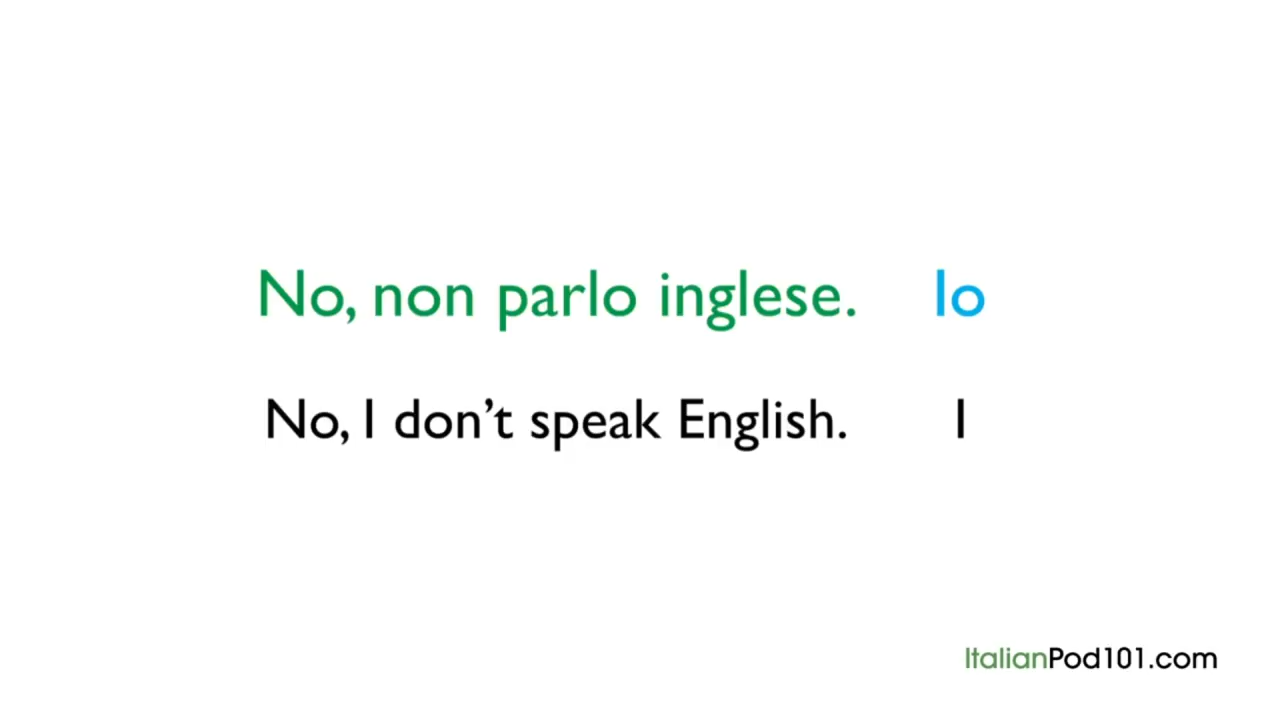 No, non parlo inglese. Io
No, I don't speak English. I
ItalianPod101.com